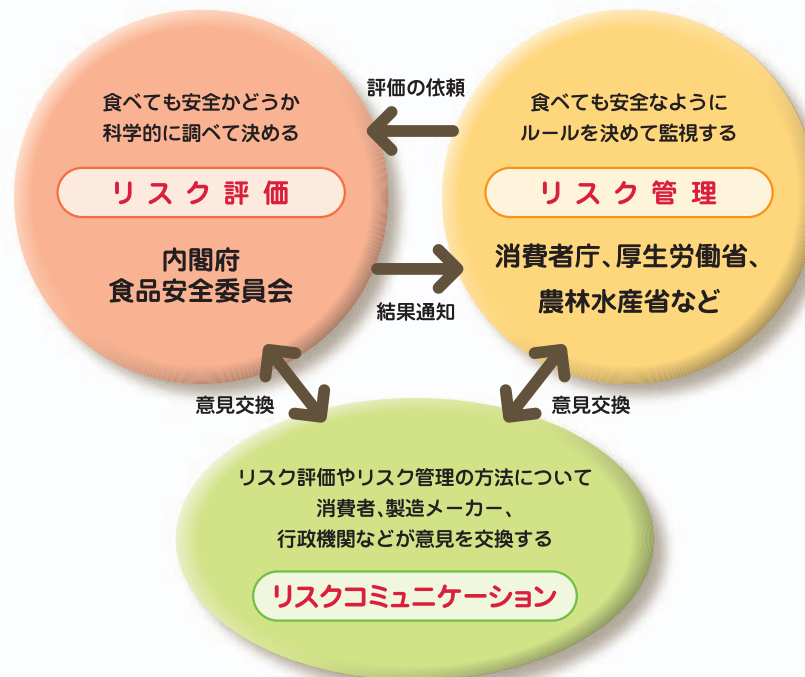 食べても安全かどうか
科学的に調べて決める
リスク評価
内閣府
食品安全委員会
評価の依頼
結果通知
食べても安全なように
ルールを決めて監視する
リスク管理
消費者庁、厚生労働省、
農林水産省など
意見交換
意見交換
リスク評価やリスク管理の方法について
消費者、製造メーカー、
行政機関などが意見を交換する
リスクコミュニケーション